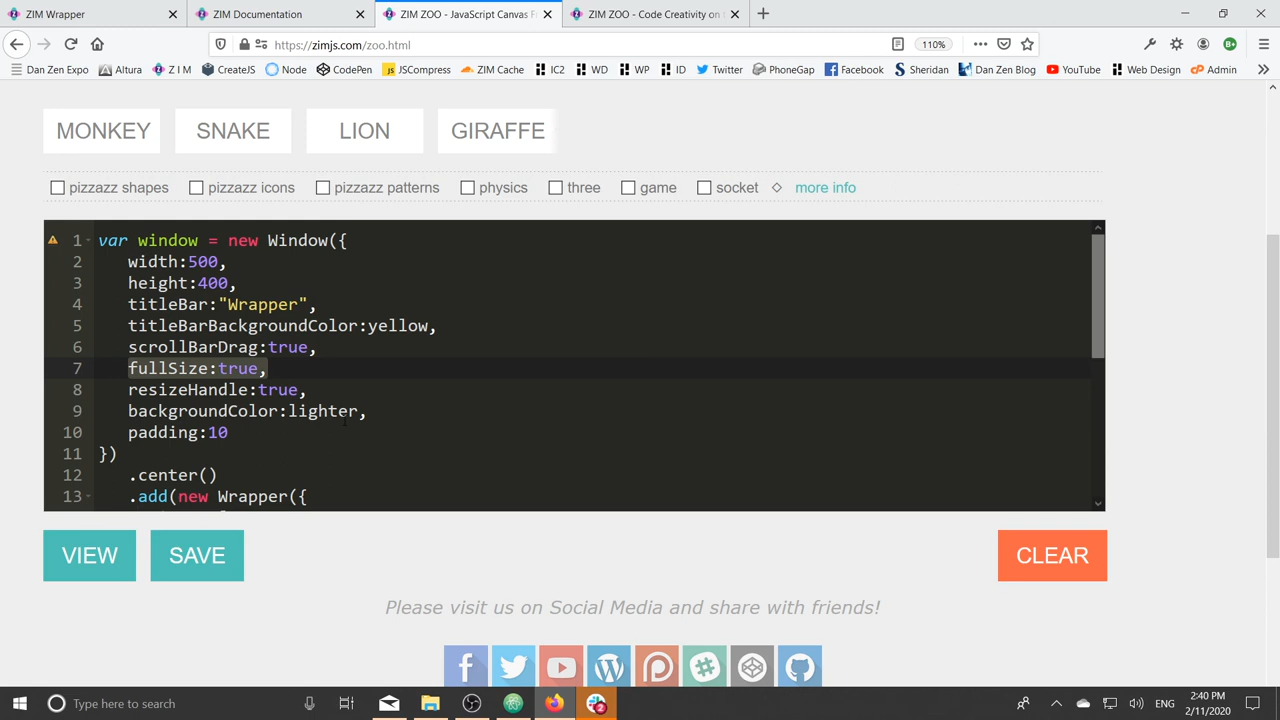 ZIM Wrapper
ZIM Documentation
ZIM ZOO - JavaScript Canvas F
ZIM ZOO - Code Creativity on
https://zimjs.com/zoo.html
110%
Dan Zen Expo
Altura
Z I M
CreateJS
Node
CodePen
JS JSCompress
ZIM Cache
IC2
WD
WP
ID
Twitter
PhoneGap
Facebook
Sheridan
Dan Zen Blog
YouTube
Web Design
Admin
MONKEY
SNAKE
LION
GIRAFFE
pizzazz shapes
pizzazz icons
pizzazz patterns
physics
three
game
socket
more info
1 var window = new Window({
2 width:500,
3 height:400,
4 titleBar:"Wrapper",
5 titleBarBackgroundColor:yellow,
6 scrollBarDrag:true,
7 fullSize:true,
8 resizeHandle:true,
9 backgroundColor:lighter,
10 padding:10
11 })
12 .center()
13 .add(new Wrapper({
VIEW
SAVE
CLEAR
Please visit us on Social Media and share with friends!
Type here to search
ENG
2:40 PM
2/11/2020